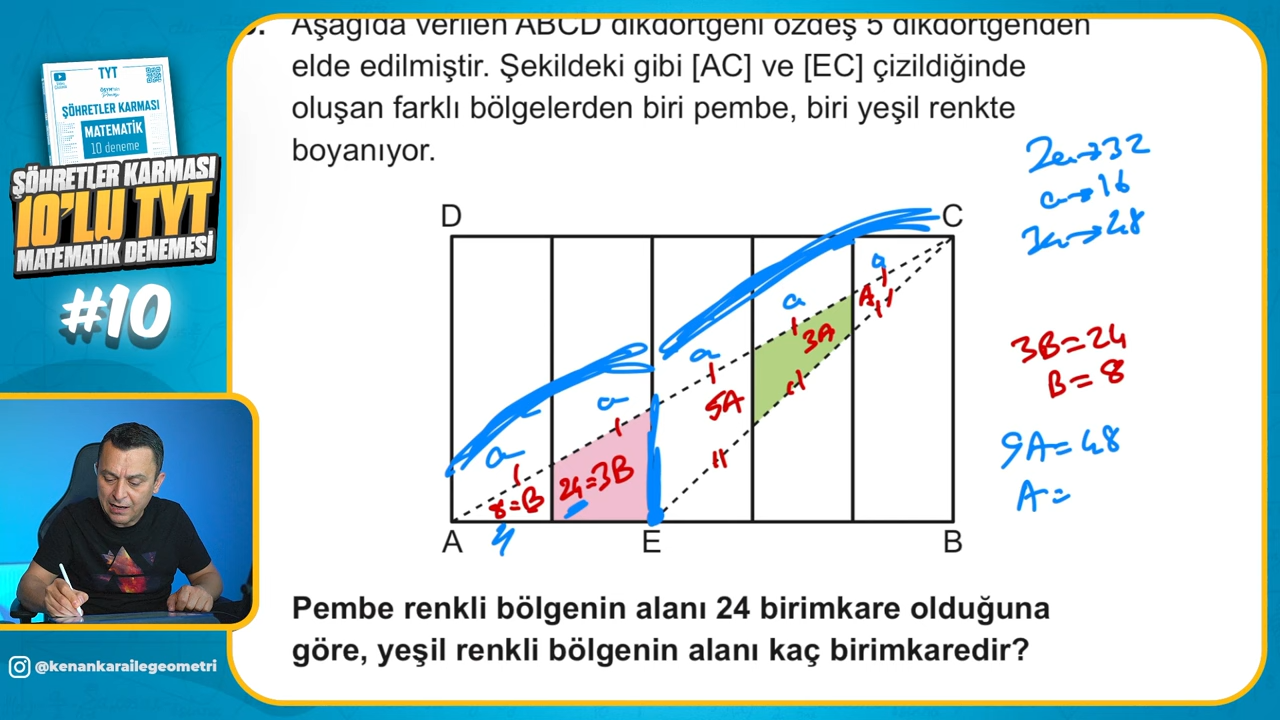 TYT
ŞÖHRETLER KARMASI
MATEMATİK
10 deneme
ŞÖHRETLER KARMASI
10'LU TYT
MATEMATİK DENEMESİ
#10
@kenankarailegeometri
Aşağıda verilen ABCD dikdörtgeni özdeş 5 dikdörtgenden
elde edilmiştir. Şekildeki gibi [AC] ve [EC] çizildiğinde
oluşan farklı bölgelerden biri pembe, biri yeşil renkte
boyanıyor.
D C
a a a a a
8=B 24=3B 5A 3A A
A E B
2a→32
a→16
3a→48
3B=24
B=8
9A=48
A=
Pembe renkli bölgenin alanı 24 birimkare olduğuna
göre, yeşil renkli bölgenin alanı kaç birimkaredir?